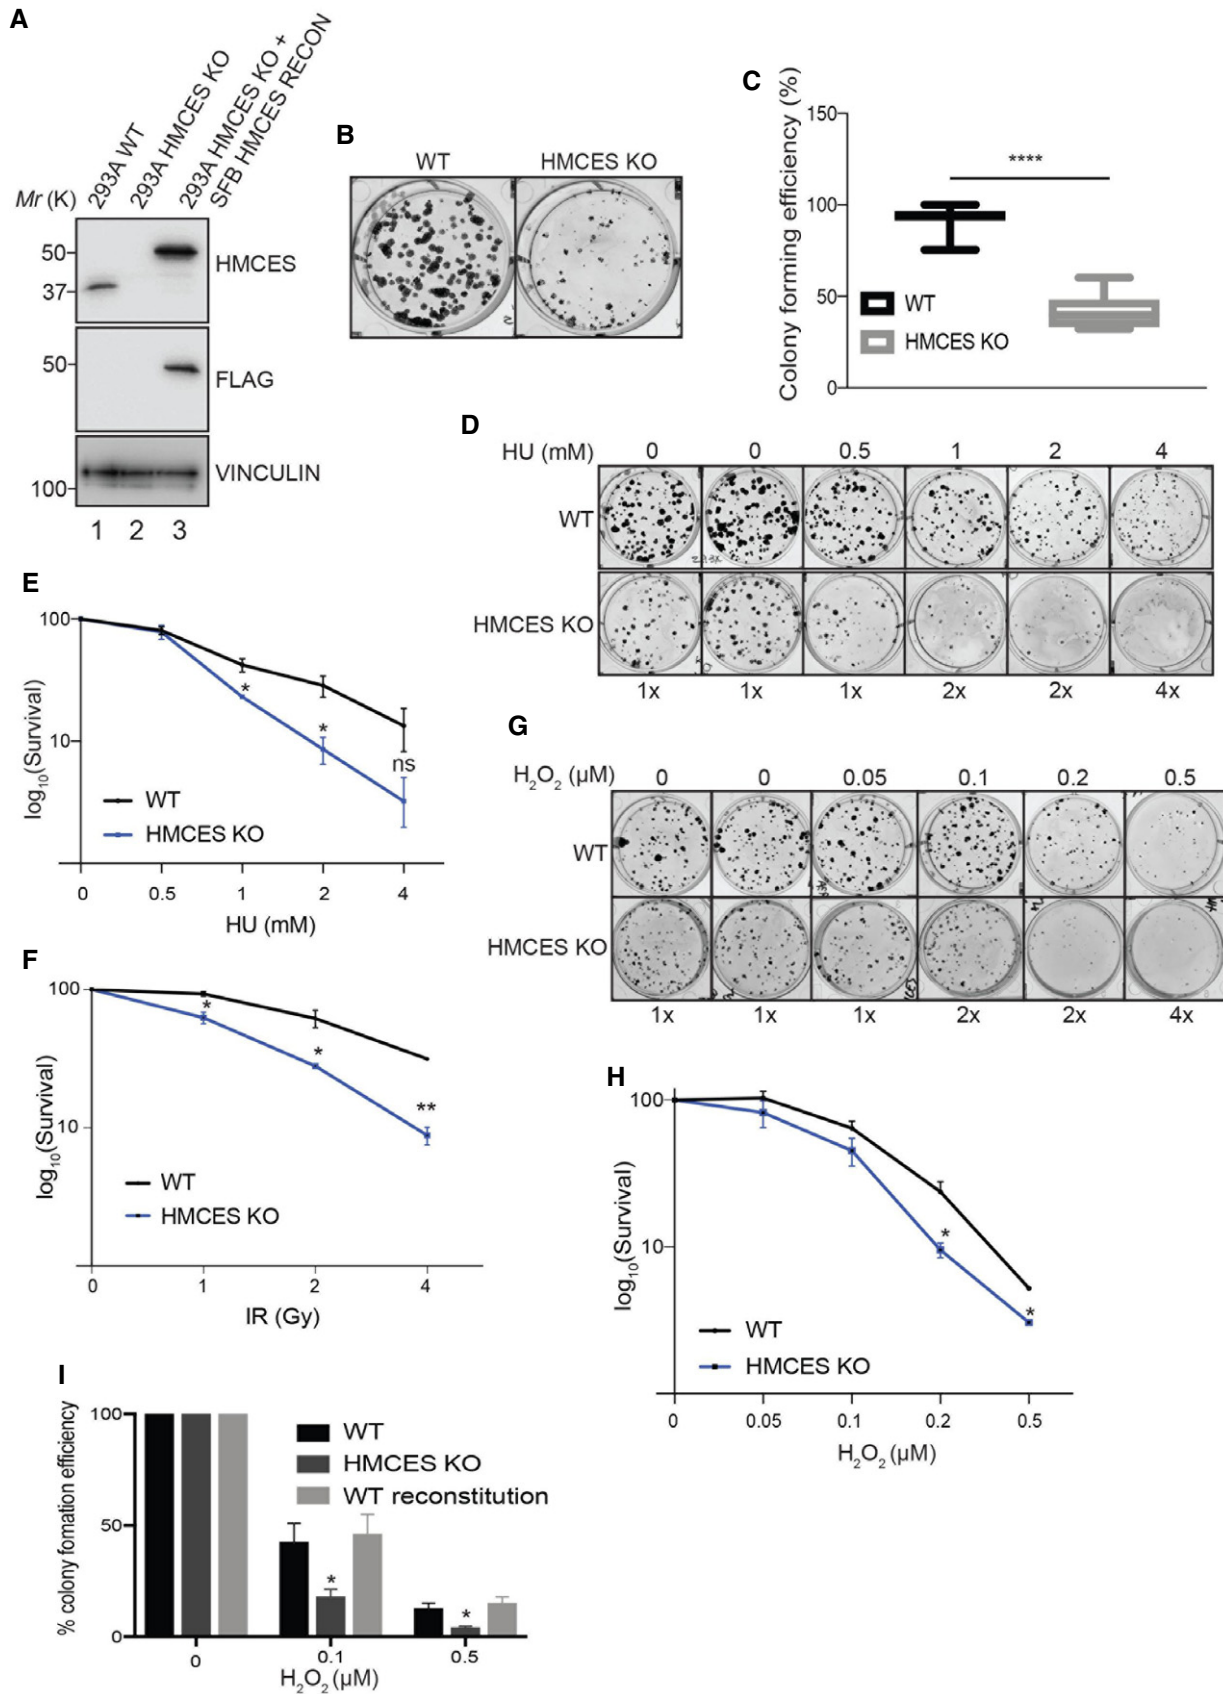 A
293A WT
293A HMCES KO
293A HMCES KO +
SFB HMCES RECON
Mr (K)
50
37
HMCES
50
FLAG
100
VINCULIN
1 2 3
B
WT HMCES KO
C
Colony forming efficiency (%)
150
100
50
0
****
WT
HMCES KO
D
HU (mM) 0 0 0.5 1 2 4
WT
HMCES KO
1x 1x 1x 2x 2x 4x
E
log10(Survival)
100
10
*
*
ns
WT
HMCES KO
0 0.5 1 2 4
HU (mM)
F
log10(Survival)
100
10
*
*
**
WT
HMCES KO
0 1 2 4
IR (Gy)
G
H2O2 (µM) 0 0 0.05 0.1 0.2 0.5
WT
HMCES KO
1x 1x 1x 2x 2x 4x
H
log10(Survival)
100
10
*
*
WT
HMCES KO
0 0.05 0.1 0.2 0.5
H2O2 (µM)
I
% colony fomation efficiency
100
50
0
WT
HMCES KO
WT reconstitution
*
*
0 0.1 0.5
H2O2 (µM)